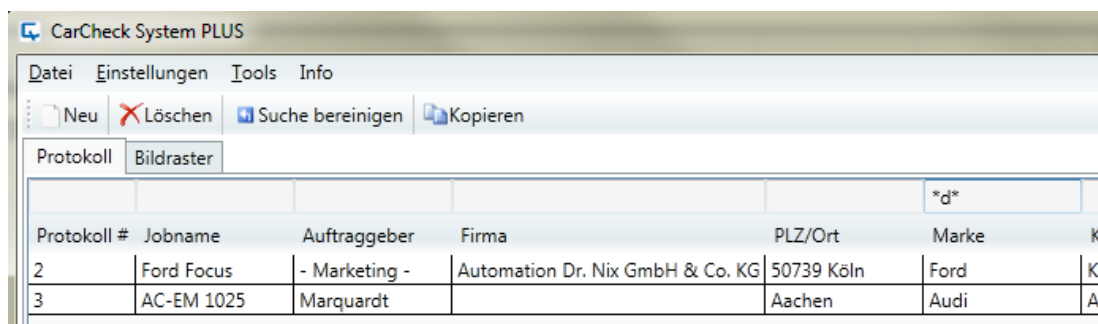 CarCheck System PLUS
Datei Einstellungen Tools Info
Neu Löschen Suche bereinigen Kopieren
Protokoll Bildraster
*d*
Protokoll # Jobname Auftraggeber Firma PLZ/Ort Marke K
2 Ford Focus - Marketing - Automation Dr. Nix GmbH & Co. KG 50739 Köln Ford K
3 AC-EM 1025 Marquardt Aachen Audi A